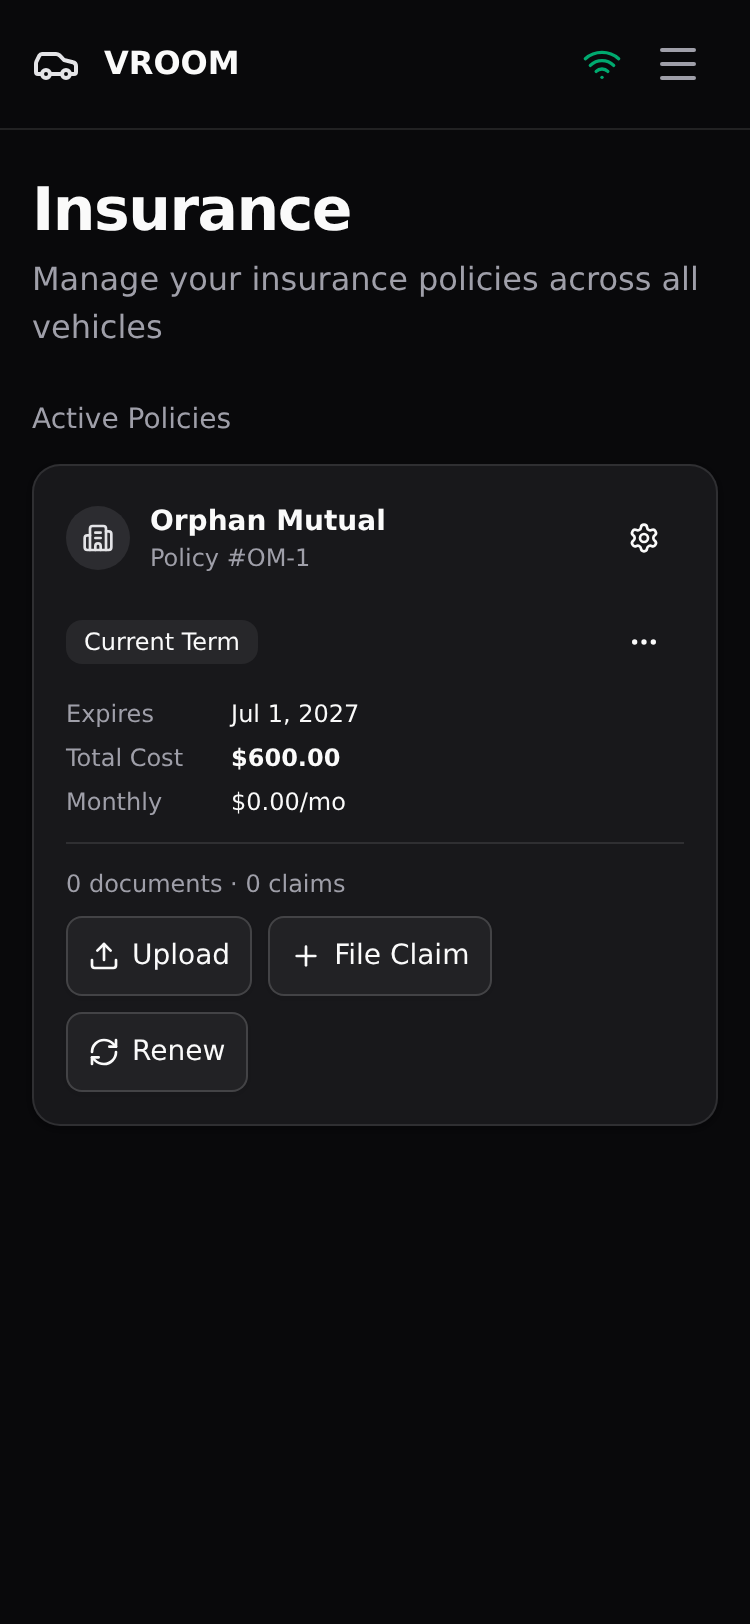 VROOM
Insurance
Manage your insurance policies across all
vehicles
Active Policies
Orphan Mutual
Policy #OM-1
Current Term
Expires Jul 1, 2027
Total Cost $600.00
Monthly $0.00/mo
0 documents · 0 claims
Upload File Claim
Renew